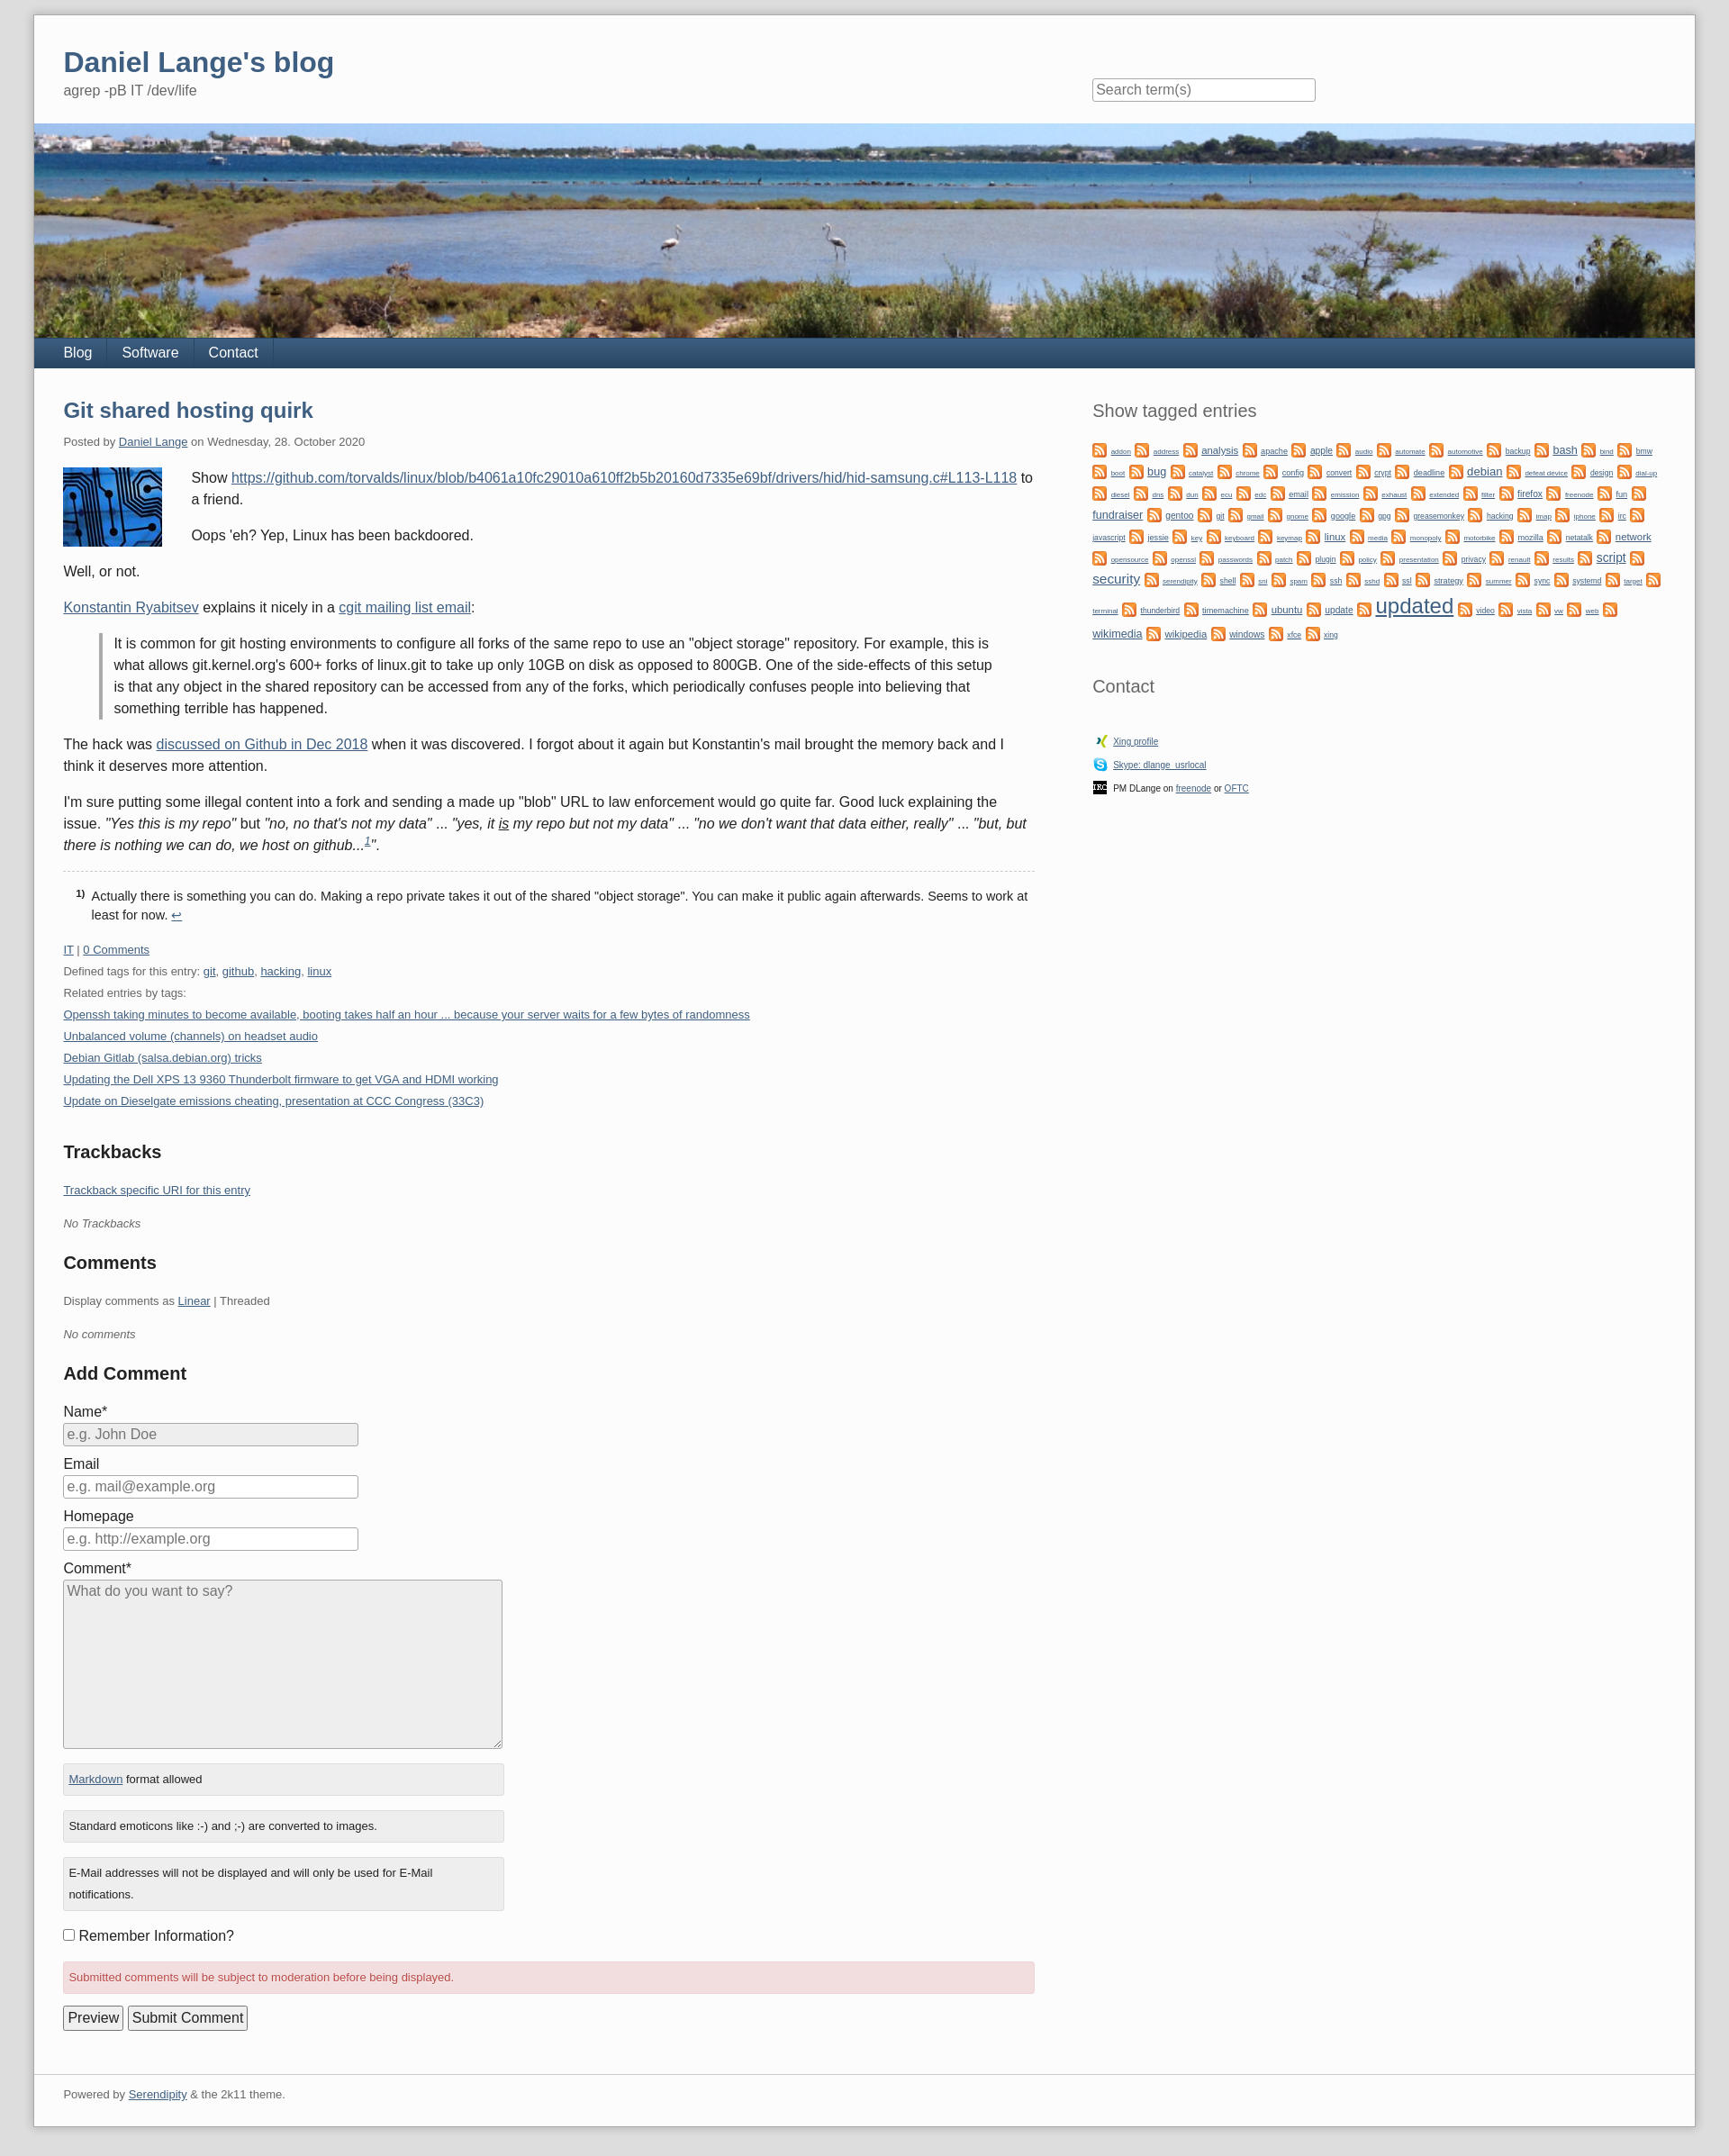 Daniel Lange's blog
agrep -pB IT /dev/life
Search term(s)
Blog Software Contact
Git shared hosting quirk
Posted by Daniel Lange on Wednesday, 28. October 2020
Show https://github.com/torvalds/linux/blob/b4061a10fc29010a610ff2b5b20160d7335e69bf/drivers/hid/hid-samsung.c#L113-L118 to
a friend.
Oops 'eh? Yep, Linux has been backdoored.
Well, or not.
Konstantin Ryabitsev explains it nicely in a cgit mailing list email:
It is common for git hosting environments to configure all forks of the same repo to use an "object storage" repository. For example, this is
what allows git.kernel.org's 600+ forks of linux.git to take up only 10GB on disk as opposed to 800GB. One of the side-effects of this setup
is that any object in the shared repository can be accessed from any of the forks, which periodically confuses people into believing that
something terrible has happened.
The hack was discussed on Github in Dec 2018 when it was discovered. I forgot about it again but Konstantin's mail brought the memory back and I
think it deserves more attention.
I'm sure putting some illegal content into a fork and sending a made up "blob" URL to law enforcement would go quite far. Good luck explaining the
issue. "Yes this is my repo" but "no, no that's not my data" ... "yes, it is my repo but not my data" ... "no we don't want that data either, really" ... "but, but
there is nothing we can do, we host on github...1".
1) Actually there is something you can do. Making a repo private takes it out of the shared "object storage". You can make it public again afterwards. Seems to work at
least for now. ↩
IT | 0 Comments
Defined tags for this entry: git, github, hacking, linux
Related entries by tags:
Openssh taking minutes to become available, booting takes half an hour ... because your server waits for a few bytes of randomness
Unbalanced volume (channels) on headset audio
Debian Gitlab (salsa.debian.org) tricks
Updating the Dell XPS 13 9360 Thunderbolt firmware to get VGA and HDMI working
Update on Dieselgate emissions cheating, presentation at CCC Congress (33C3)
Trackbacks
Trackback specific URI for this entry
No Trackbacks
Comments
Display comments as Linear | Threaded
No comments
Add Comment
Name*
e.g. John Doe
Email
e.g. mail@example.org
Homepage
e.g. http://example.org
Comment*
What do you want to say?
Markdown format allowed
Standard emoticons like :-) and ;-) are converted to images.
E-Mail addresses will not be displayed and will only be used for E-Mail
notifications.
Remember Information?
Submitted comments will be subject to moderation before being displayed.
Preview Submit Comment
Show tagged entries
addon address analysis apache apple audio automate automotive backup bash bind bmw
boot bug catalyst chrome config convert crypt deadline debian defeat device design dial-up
diesel dns dun ecu edc email emission exhaust extended filter firefox freenode fun
fundraiser gentoo git gmail gnome google gpg greasemonkey hacking imap iphone irc
javascript jessie key keyboard keymap linux media monopoly motorbike mozilla netatalk network
opensource openssl passwords patch plugin policy presentation privacy renault results script
security serendipity shell sni spam ssh sshd ssl strategy summer sync systemd target
terminal thunderbird timemachine ubuntu update updated video vista vw web
wikimedia wikipedia windows xfce xing
Contact
Xing profile
Skype: dlange_usrlocal
IRC PM DLange on freenode or OFTC
Powered by Serendipity & the 2k11 theme.